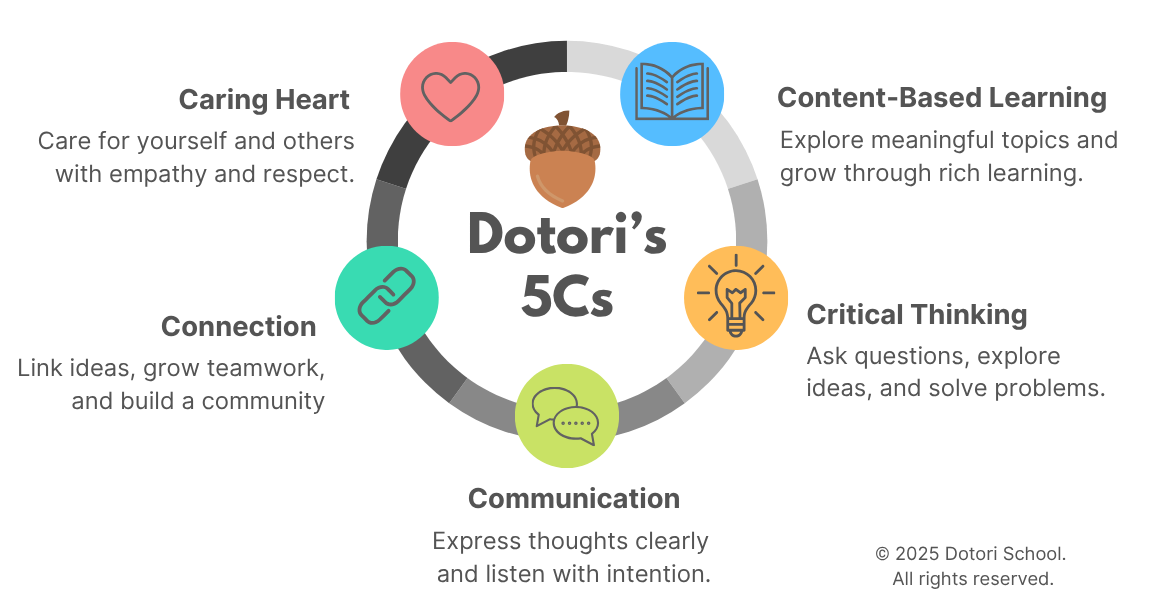 Dotori's
5Cs
Caring Heart
Care for yourself and others
with empathy and respect.
Content-Based Learning
Explore meaningful topics and
grow through rich learning.
Connection
Link ideas, grow teamwork,
and build a community
Critical Thinking
Ask questions, explore
ideas, and solve problems.
Communication
Express thoughts clearly
and listen with intention.
© 2025 Dotori School.
All rights reserved.